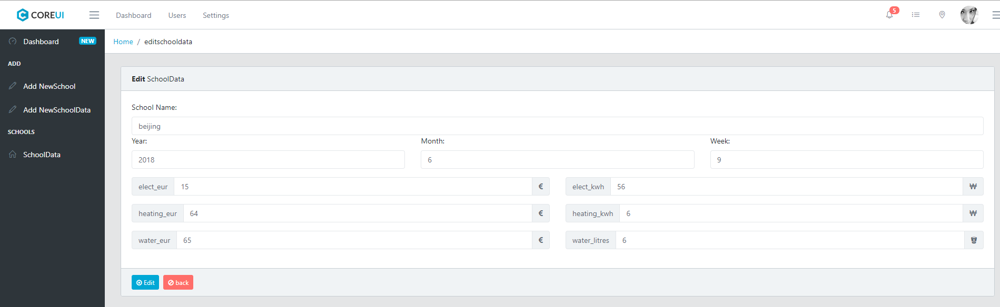 COREUI Dashboard Users Settings 5
Dashboard NEW
Home / editschooldata
ADD
Add NewSchool
Add NewSchoolData
SCHOOLS
SchoolData
Edit SchoolData
School Name:
beijing
Year: Month: Week:
2018 6 9
elect_eur 15 € elect_kwh 56 ₩
heating_eur 64 € heating_kwh 6 ₩
water_eur 65 € water_litres 6
Edit back